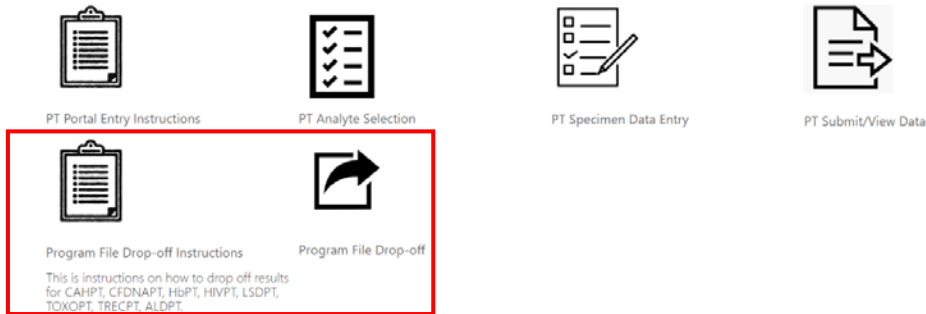 PT Portal Entry Instructions
PT Analyte Selection
PT Specimen Data Entry
PT Submit/View Data
Program File Drop-off Instructions
Program File Drop-off
This is instructions on how to drop off results
for CAHPT, CFDNAPT, HbPT, HIVPT, LSDPT,
TOXOPT, TRECPT, ALDPT.